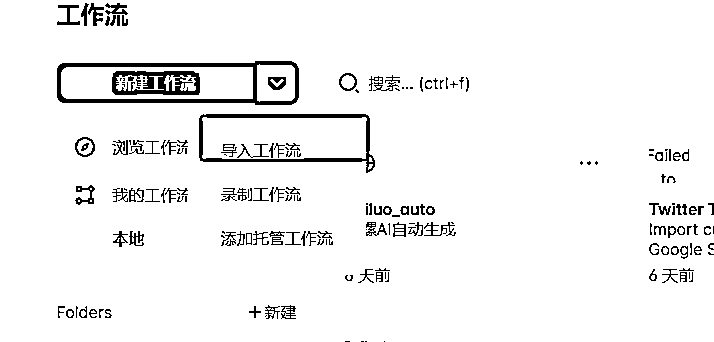 工作流
新建工作流
搜索... (ctrl+f)
浏览工作流
导入工作流
Failed
to
我的工作流
录制工作流
iluo_auto
Twitter T
本地
添加托管工作流
AI自动生成
Import
Google S
天前
6 天前
Folders
+新建